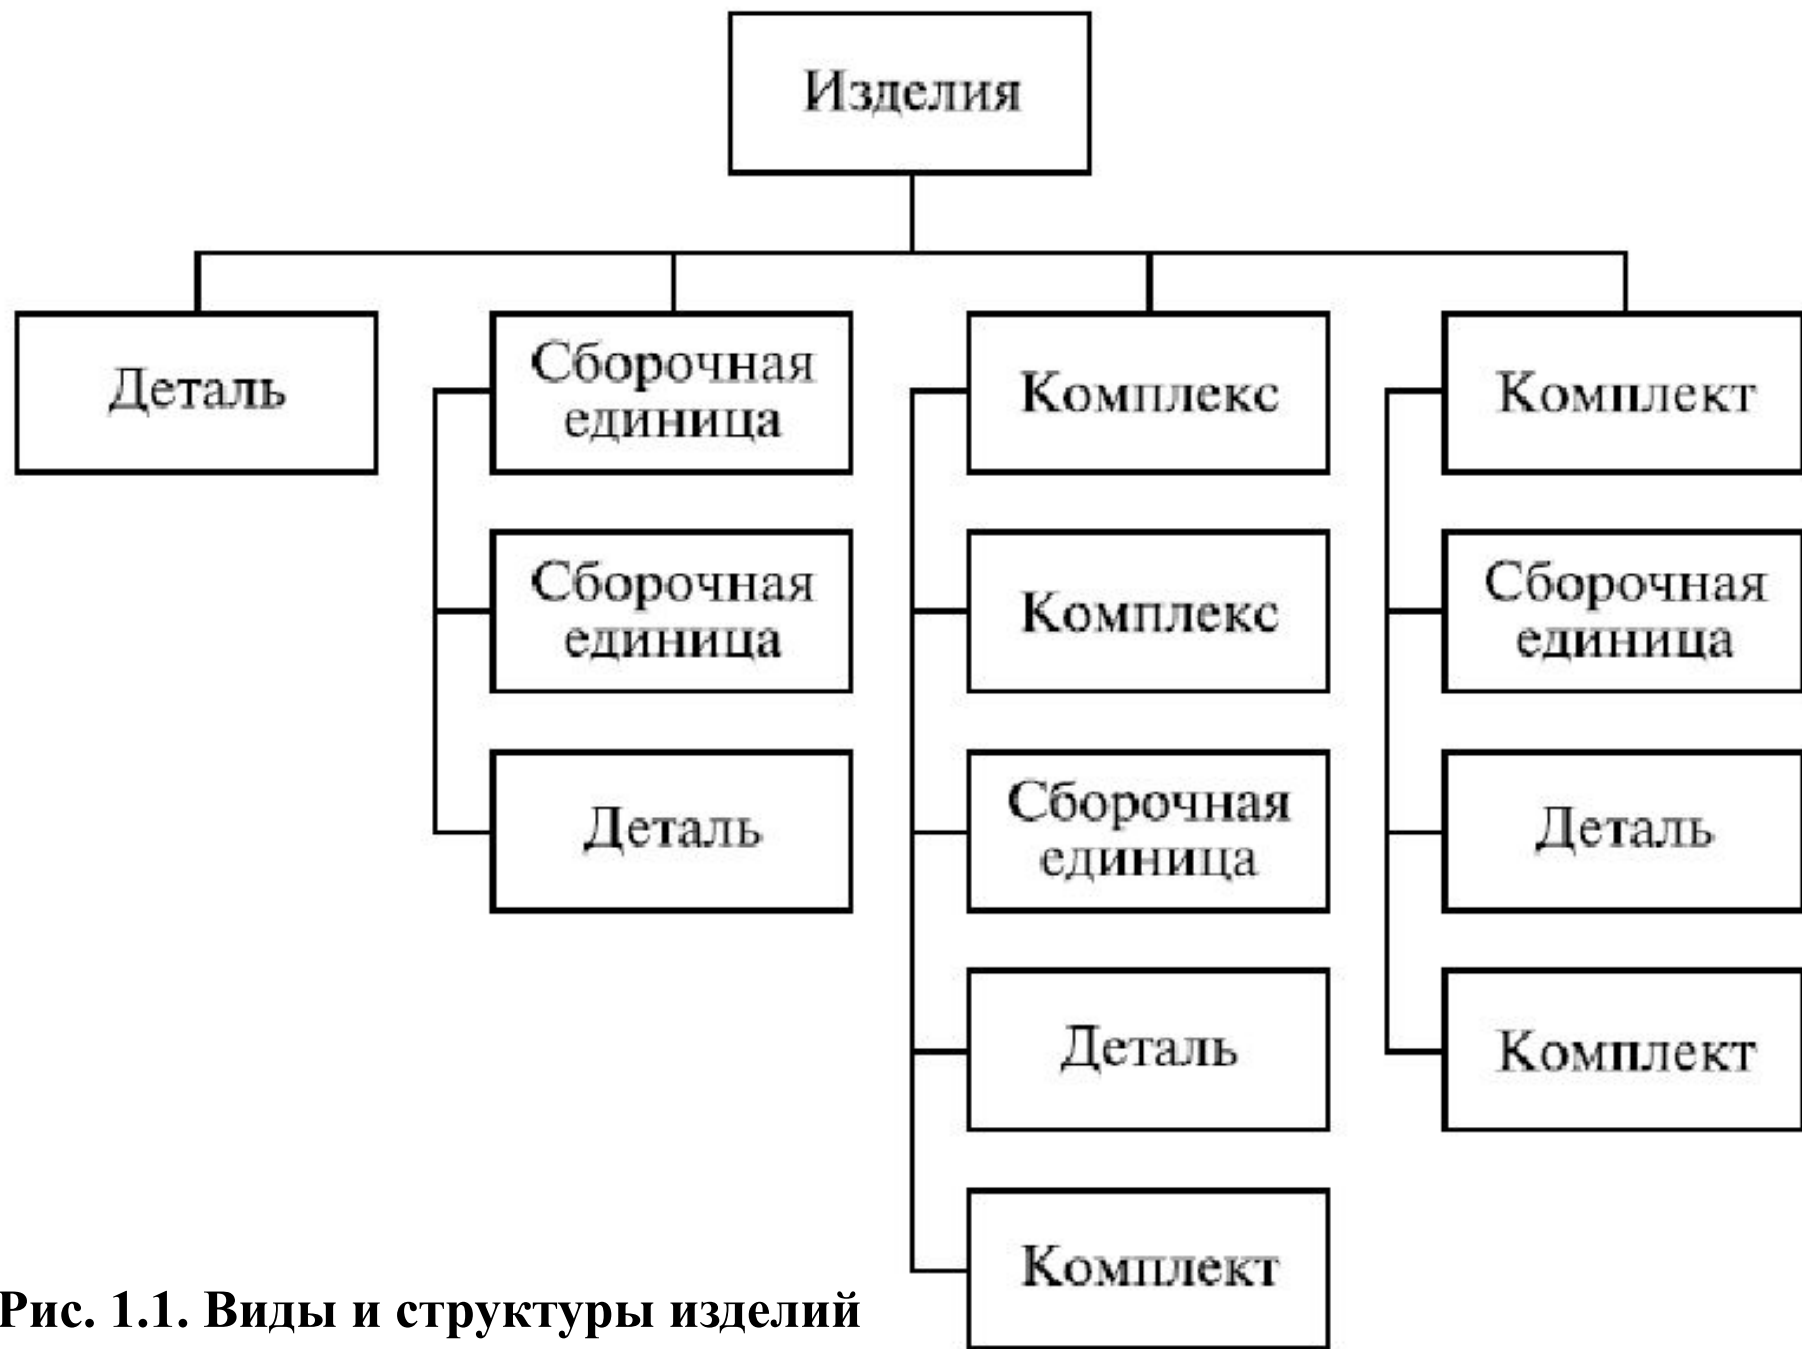 Изделия
Деталь
Сборочная
единица
Комплекс
Комплект
Сборочная
единица
Комплекс
Сборочная
единица
Деталь
Сборочная
единица
Деталь
Деталь
Комплект
Комплект
Рис. 1.1. Виды и структуры изделий